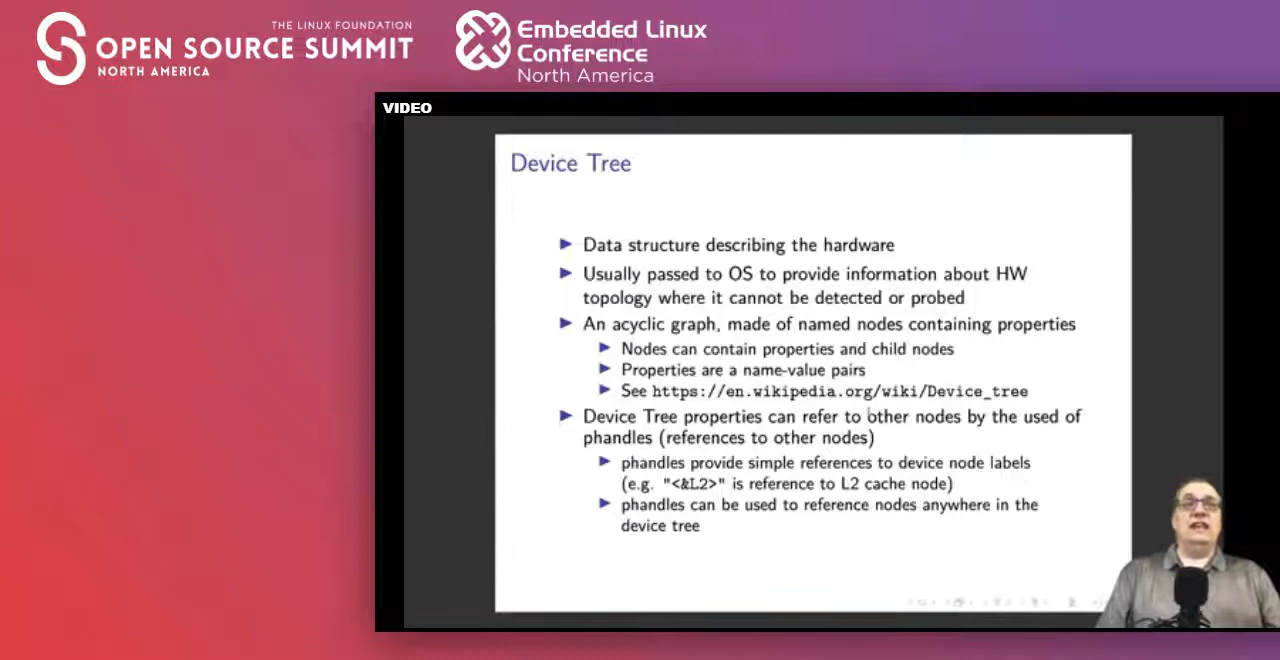 THE LINUX FOUNDATION
OPEN SOURCE SUMMIT
NORTH AMERICA
Embedded Linux
Conference
North America
VIDEO
Device Tree
Data structure describing the hardware
Usually passed to OS to provide information about HW
topology where it cannot be detected or probed
An acyclic graph, made of named nodes containing properties
Nodes can contain properties and child nodes
Properties are a name-value pairs
See https://en.wikipedia.org/wiki/Device_tree
Device Tree properties can refer to other nodes by the used of
phandles (references to other nodes)
phandles provide simple references to device node labels
(e.g. "<&L2>" is reference to L2 cache node)
phandles can be used to reference nodes anywhere in the
device tree